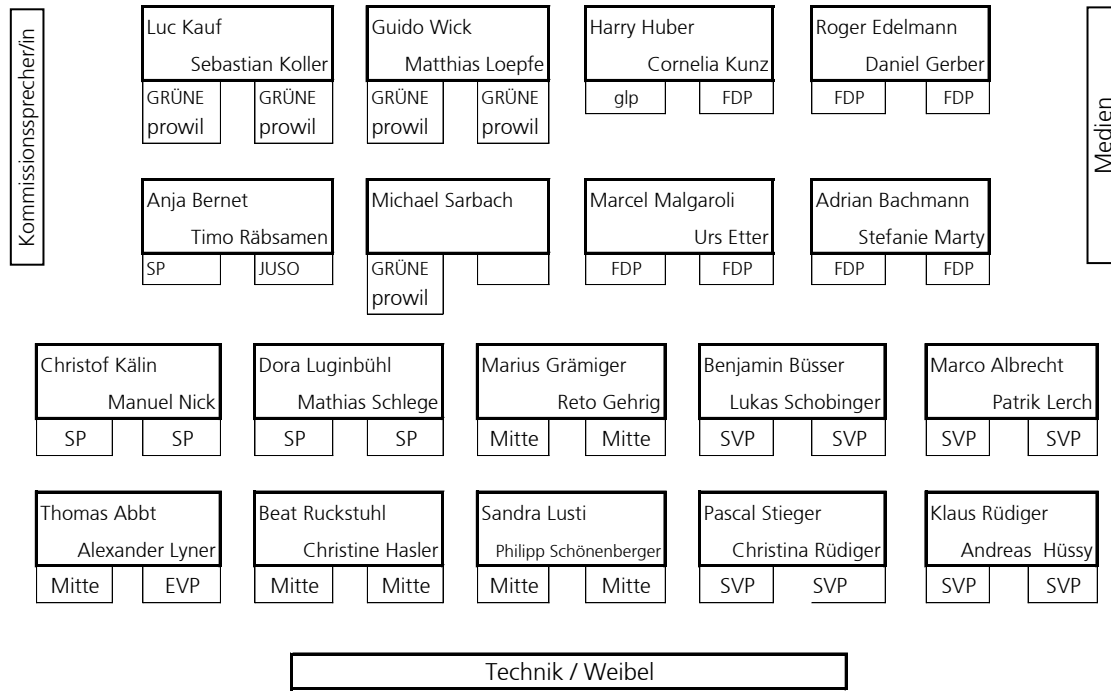 Kommissionssprecher/in
Luc Kauf
Sebastian Koller
GRÜNE prowil
GRÜNE prowil
Guido Wick
Matthias Loepfe
GRÜNE prowil
GRÜNE prowil
Harry Huber
Cornelia Kunz
glp
FDP
Roger Edelmann
Daniel Gerber
FDP
FDP
Medien
Anja Bernet
Timo Räbsamen
SP
JUSO
Michael Sarbach
GRÜNE prowil
Marcel Malgaroli
Urs Etter
FDP
FDP
Adrian Bachmann
Stefanie Marty
FDP
FDP
Christof Kälin
Manuel Nick
SP
SP
Dora Luginbühl
Mathias Schlege
SP
SP
Marius Grämiger
Reto Gehrig
Mitte
Mitte
Benjamin Büsser
Lukas Schobinger
SVP
SVP
Marco Albrecht
Patrik Lerch
SVP
SVP
Thomas Abbt
Alexander Lyner
Mitte
EVP
Beat Ruckstuhl
Christine Hasler
Mitte
Mitte
Sandra Lusti
Philipp Schönenberger
Mitte
Mitte
Pascal Stieger
Christina Rüdiger
SVP
SVP
Klaus Rüdiger
Andreas Hüssy
SVP
SVP
Technik / Weibel